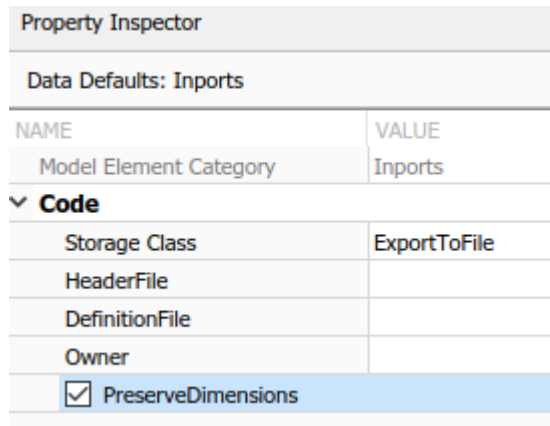 Property Inspector
Data Defaults: Inports
NAME VALUE
Model Element Category Inports
Code
Storage Class ExportToFile
HeaderFile
DefinitionFile
Owner
PreserveDimensions